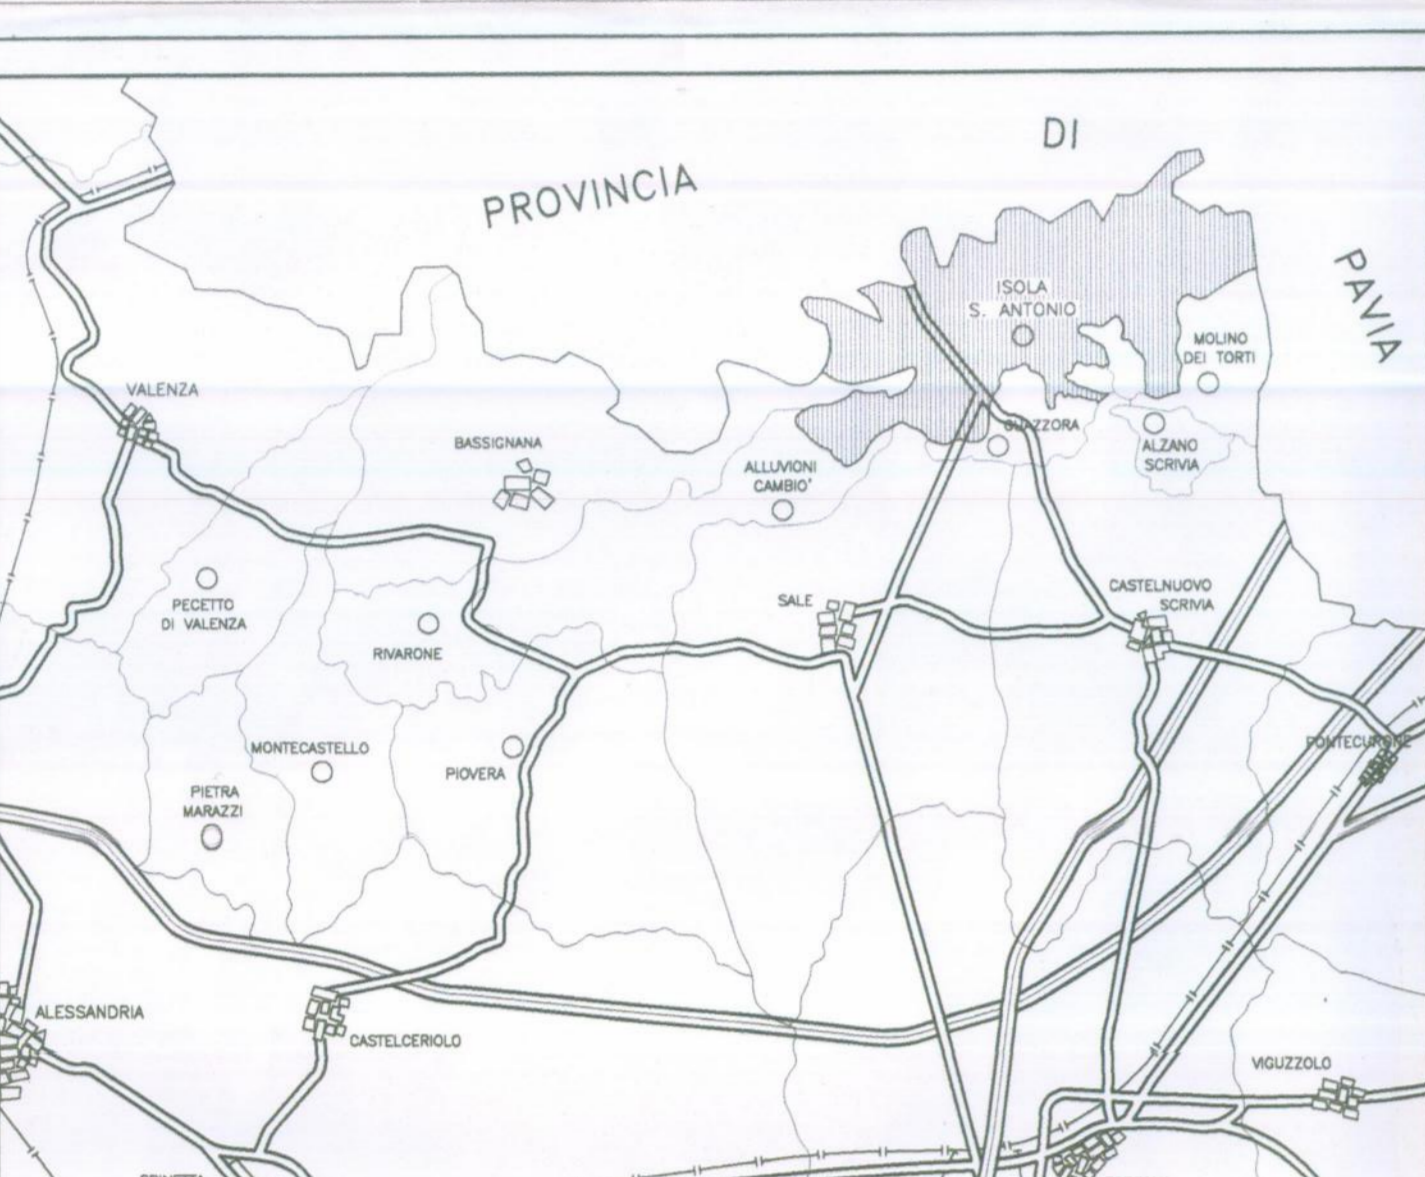 DI
PROVINCIA
PAVIA
ISOLA
S. ANTONIO
MOLINO
DEI TORTI
VALENZA
GUAZZORA
BASSIGNANA
ALZANO
SCRIVIA
ALLUVIONI
CAMBIO'
CASTELNUOVO
SCRIVIA
SALE
PECETTO
DI VALENZA
RIVARONE
MONTECASTELLO
PONTECURONE
PIOVERA
PIETRA
MARAZZI
ALESSANDRIA
CASTELCERIOLO
VIGUZZOLO